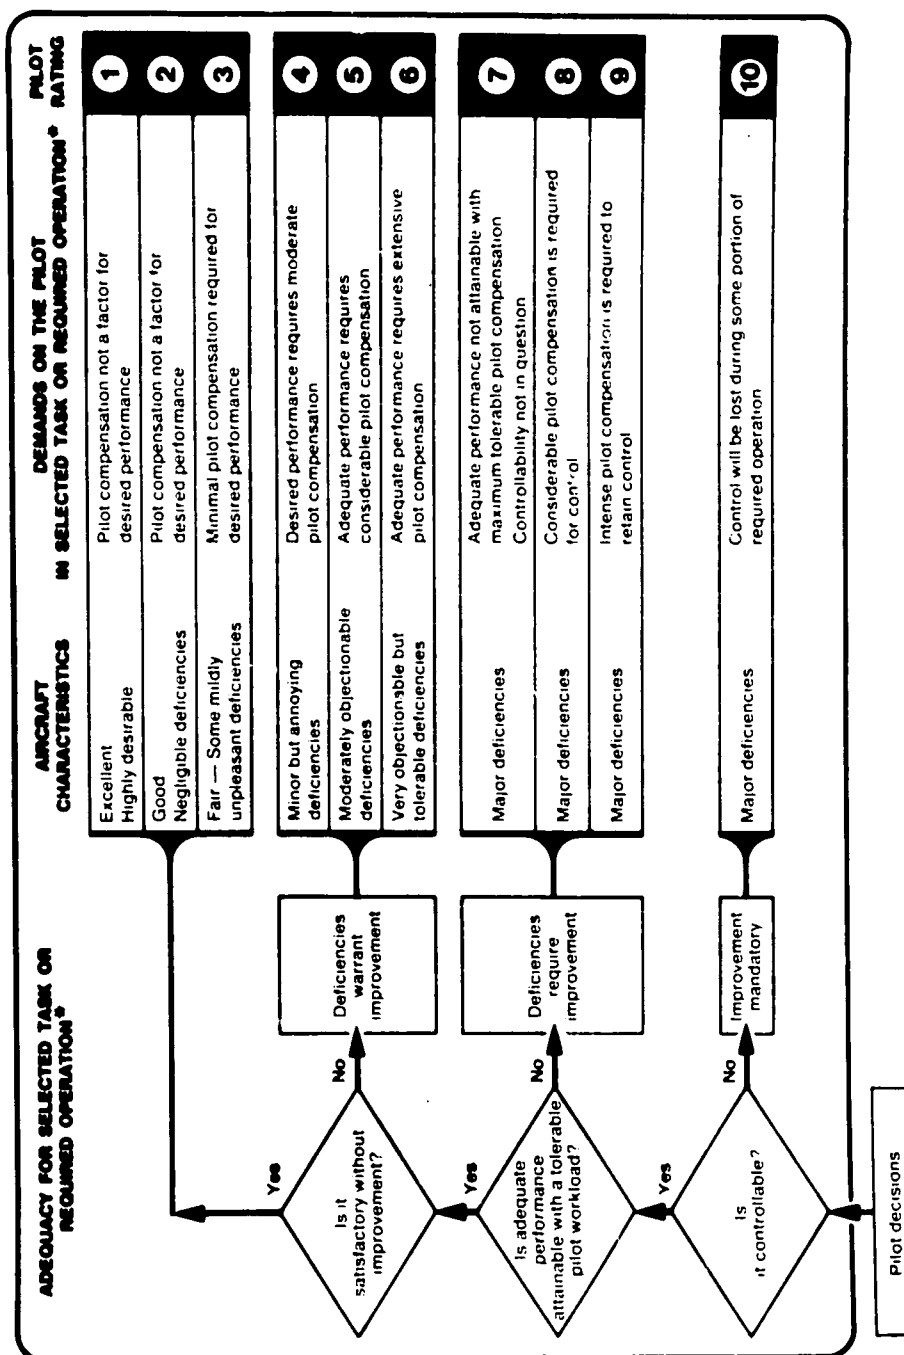 ADEQUACY FOR SELECTED TASK OR
REQUIRED OPERATION*
AIRCRAFT
CHARACTERISTICS
DEMANDS ON THE PILOT
IN SELECTED TASK OR REQUIRED OPERATION*
PILOT
RATING
Excellent
Highly desirable
Pilot compensation not a factor for
desired performance
1
Good
Negligible deficiencies
Pilot compensation not a factor for
desired performance
2
Fair — Some mildly
unpleasant deficiencies
Minimal pilot compensation required for
desired performance
3
Yes
Is it
satisfactory without
improvement?
No
Deficiencies
warrant
improvement
Minor but annoying
deficiencies
Desired performance requires moderate
pilot compensation
4
Moderately objectionable
deficiencies
Adequate performance requires
considerable pilot compensation
5
Very objectionable but
tolerable deficiencies
Adequate performance requires extensive
pilot compensation
6
Yes
Is adequate
performance
attainable with a tolerable
pilot workload?
No
Deficiencies
require
improvement
Major deficiencies
Adequate performance not attainable with
maximum tolerable pilot compensation
Controllability not in question
7
Major deficiencies
Considerable pilot compensation is required
for control
8
Major deficiencies
Intense pilot compensation is required to
retain control
9
Yes
Is
it controllable?
No
Improvement
mandatory
Major deficiencies
Control will be lost during some portion of
required operation
10
Pilot decisions